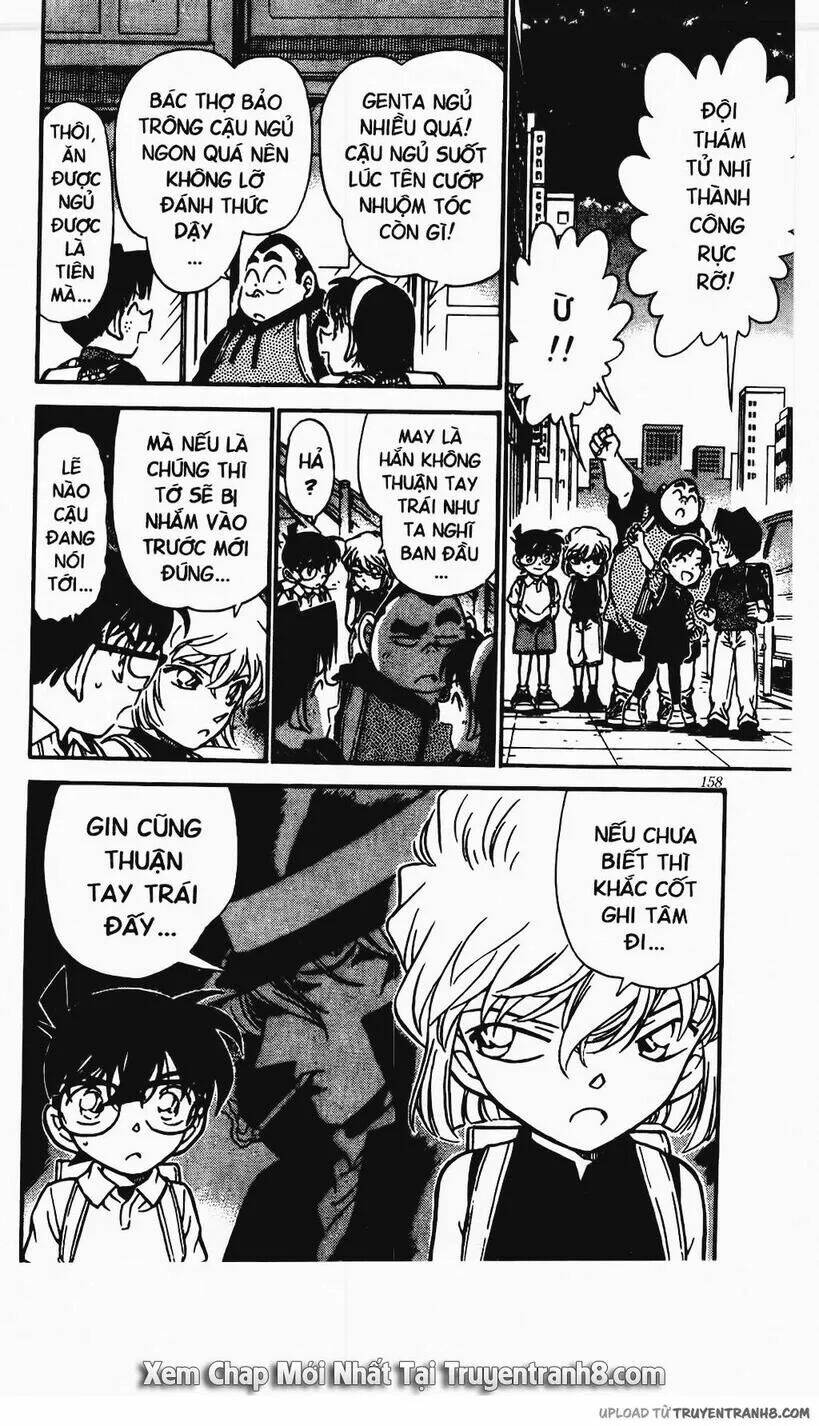 ĐỘI
THÁM
TỬ NHÍ
THÀNH
CÔNG
RỰC
RỠ!
Ừ
!!
GENTA NGỦ
NHIỀU QUÁ!
CẬU NGỦ SUỐT
LÚC TÊN CƯỚP
NHUỘM TÓC
CÒN GÌ!
BÁC THỢ BẢO
TRÔNG CẬU NGỦ
NGON QUÁ NÊN
KHÔNG LỠ
ĐÁNH THỨC
DẬY
...
THÔI,
ĂN
ĐƯỢC
NGỦ
ĐƯỢC
LÀ
TIÊN
MÀ...
MAY LÀ
HẮN KHÔNG
THUẬN TAY
TRÁI NHƯ
TA NGHĨ
BAN ĐẦU
...
HẢ
?
MÀ NẾU LÀ
CHÚNG THÌ
TỚ SẼ BỊ
NHẮM VÀO
TRƯỚC MỚI
ĐÚNG...
LẼ
NÀO
CẬU
ĐANG
NÓI
TỚI...
158
NẾU CHƯA
BIẾT THÌ
KHẮC CỐT
GHI TÂM
ĐI...
GIN CŨNG
THUẬN
TAY TRÁI
ĐẤY...
Xem Chap Mới Nhất Tại Truyentranh8.com
UPLOAD TỪ TRUYENTRANH8.COM